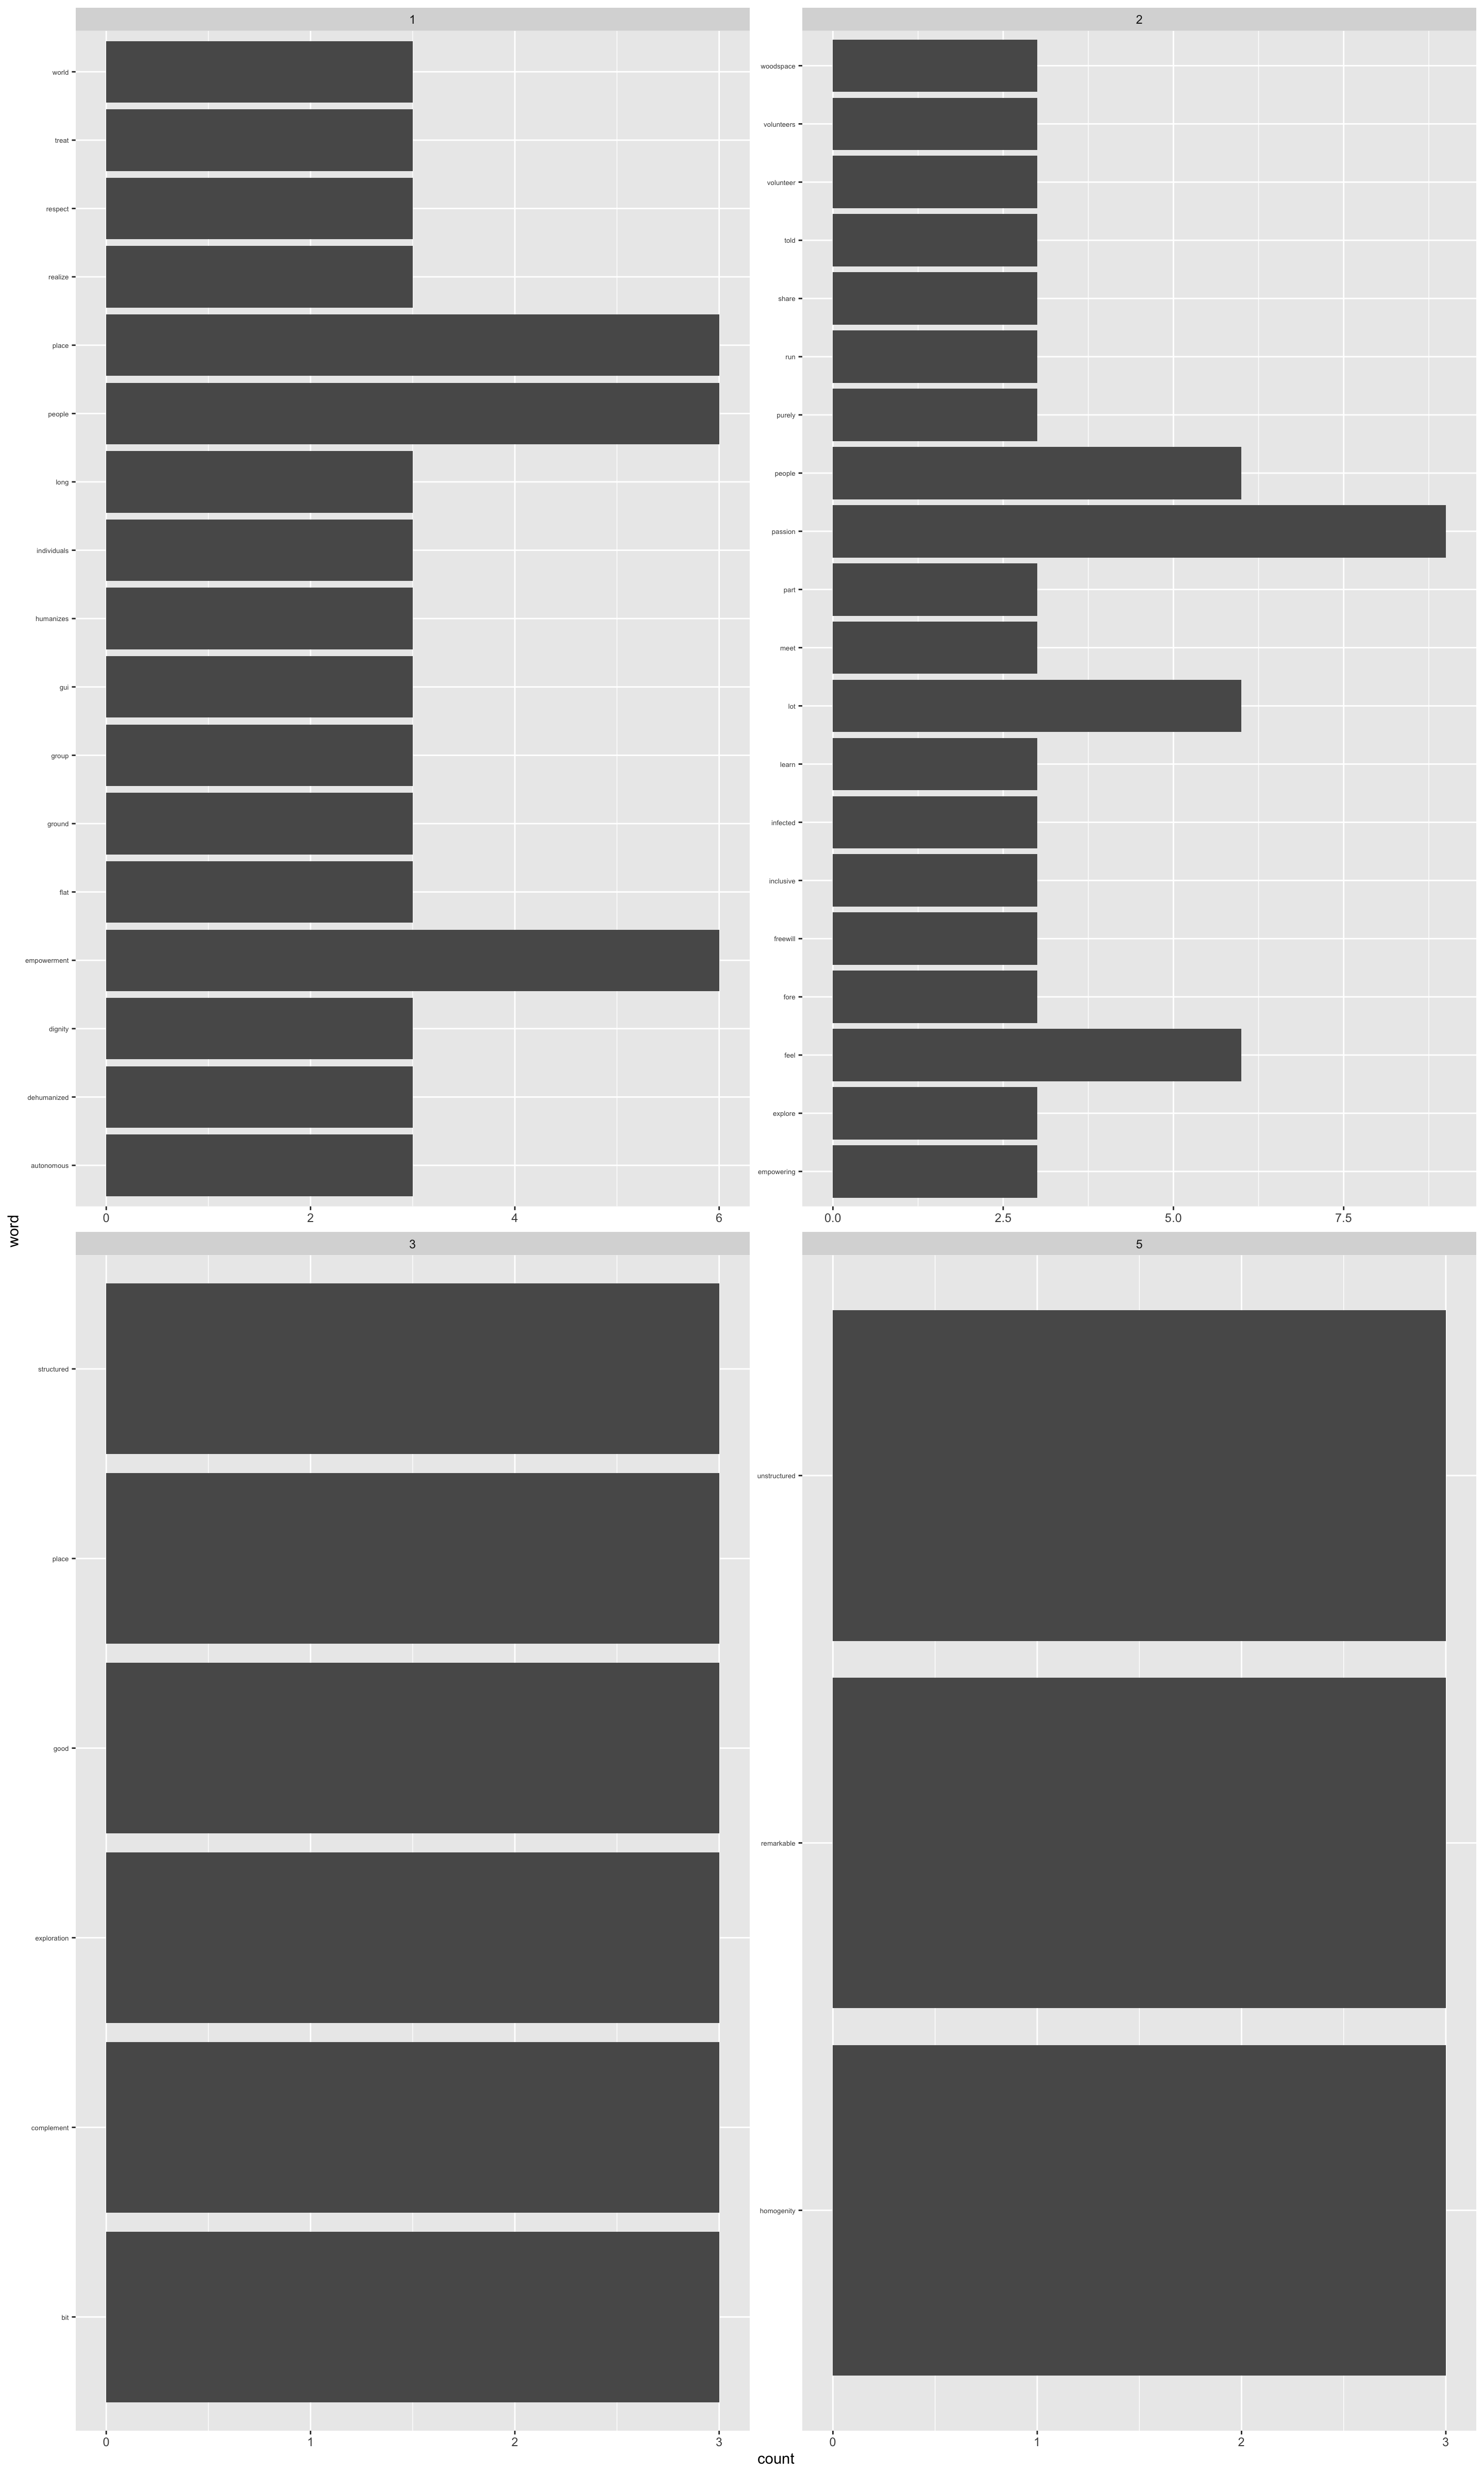 1
world
treat
respect
realize
place
people
long
individuals
humanizes
gui
group
ground
flat
empowerment
dignity
dehumanized
autonomous
0 2 4 6
2
woodspace
volunteers
volunteer
told
share
run
purely
people
passion
part
meet
lot
learn
infected
inclusive
freewill
fore
feel
explore
empowering
0.0 2.5 5.0 7.5
word
3
structured
place
good
exploration
complement
bit
0 1 2 3
5
unstructured
remarkable
homogenity
0 1 2 3
count